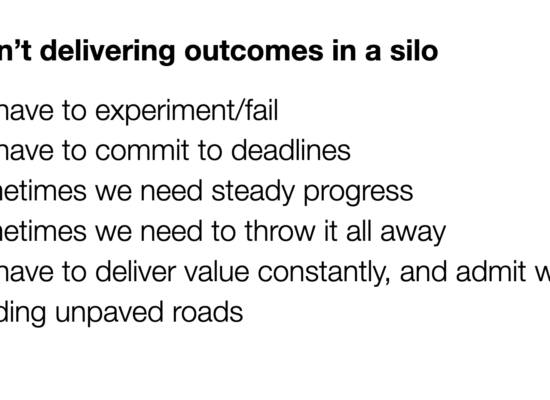 n't delivering outcomes in a silo
have to experiment/fail
have to commit to deadlines
netimes we need steady progress
netimes we need to throw it all away
have to deliver value constantly, and admit w
ding unpaved roads